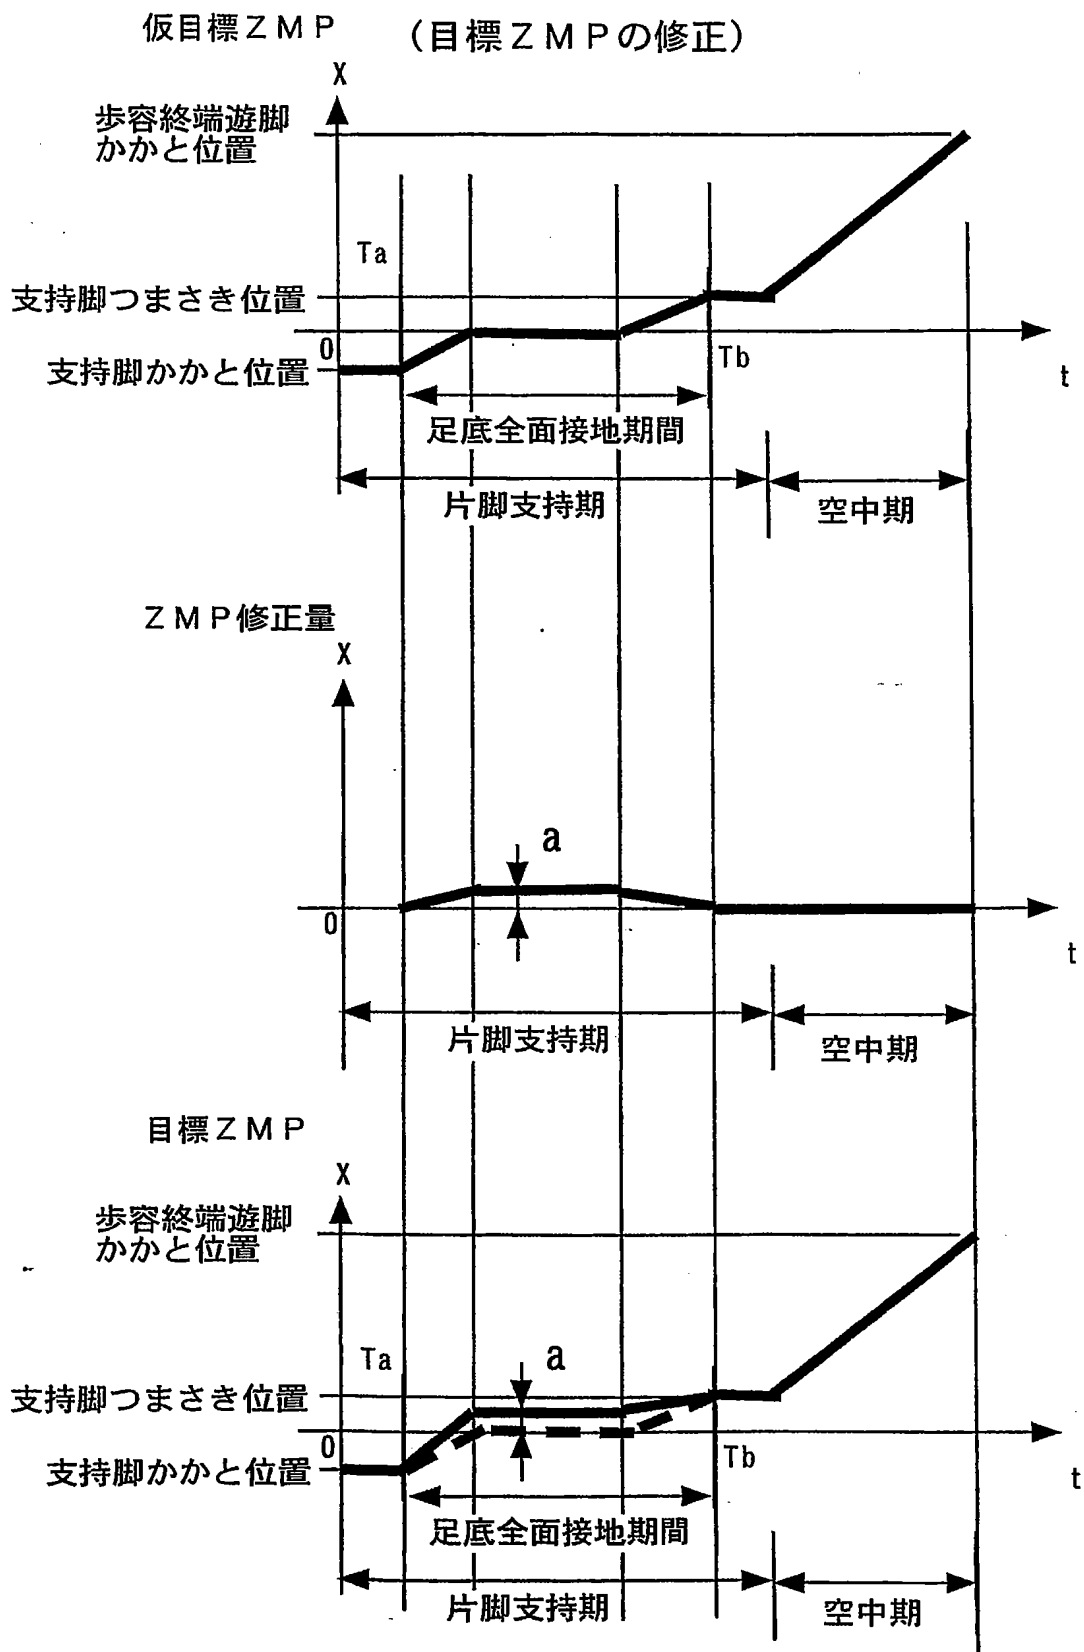 仮目標ZMP （目標ZMPの修正）
X
歩容終端遊脚
かかと位置
Ta
支持脚つまさき位置
0
Tb
支持脚かかと位置
t
足底全面接地期間
片脚支持期
空中期
ZMP修正量
X
a
0
t
片脚支持期
空中期
目標ZMP
X
歩容終端遊脚
かかと位置
Ta
a
支持脚つまさき位置
0
Tb
支持脚かかと位置
t
足底全面接地期間
片脚支持期
空中期